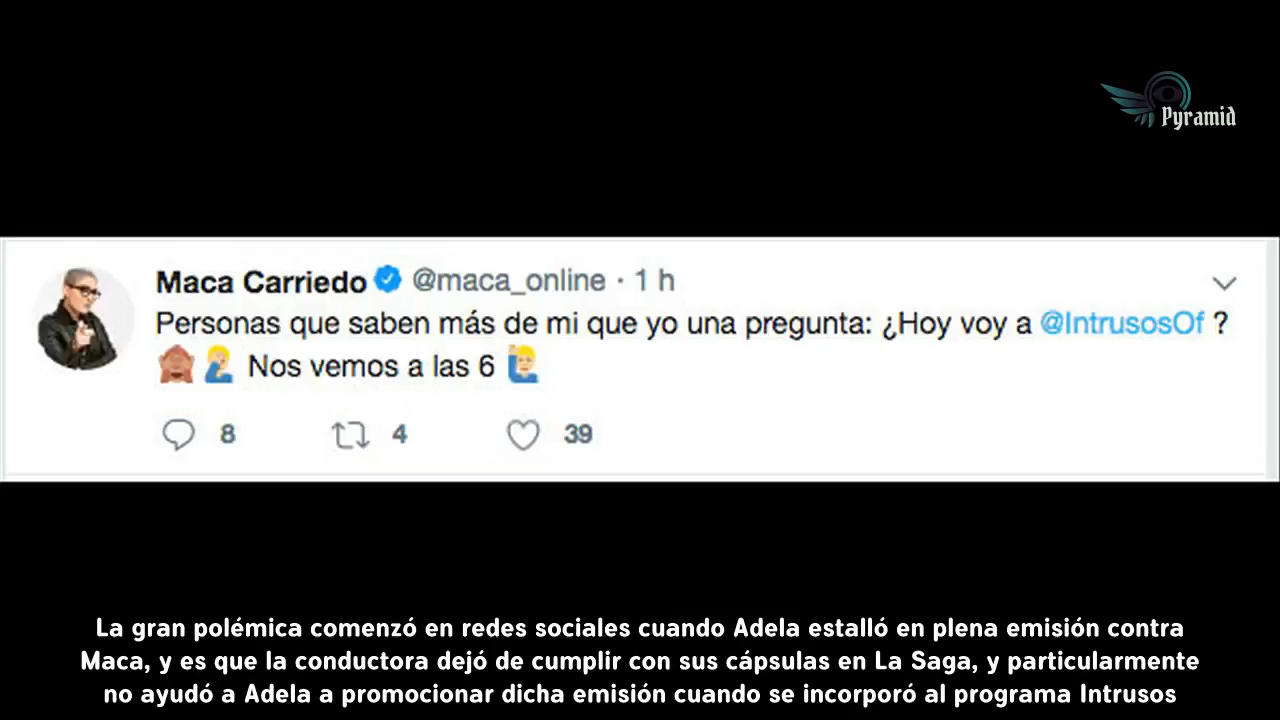 Pyramid
Maca Carriedo @maca_online · 1 h
Personas que saben más de mi que yo una pregunta: ¿Hoy voy a @IntrusosOf ?
🙈🤦🏼‍♂️ Nos vemos a las 6 🙋🏼‍♂️
8 4 39
La gran polémica comenzó en redes sociales cuando Adela estalló en plena emisión contra
Maca, y es que la conductora dejó de cumplir con sus cápsulas en La Saga, y particularmente
no ayudó a Adela a promocionar dicha emisión cuando se incorporó al programa Intrusos